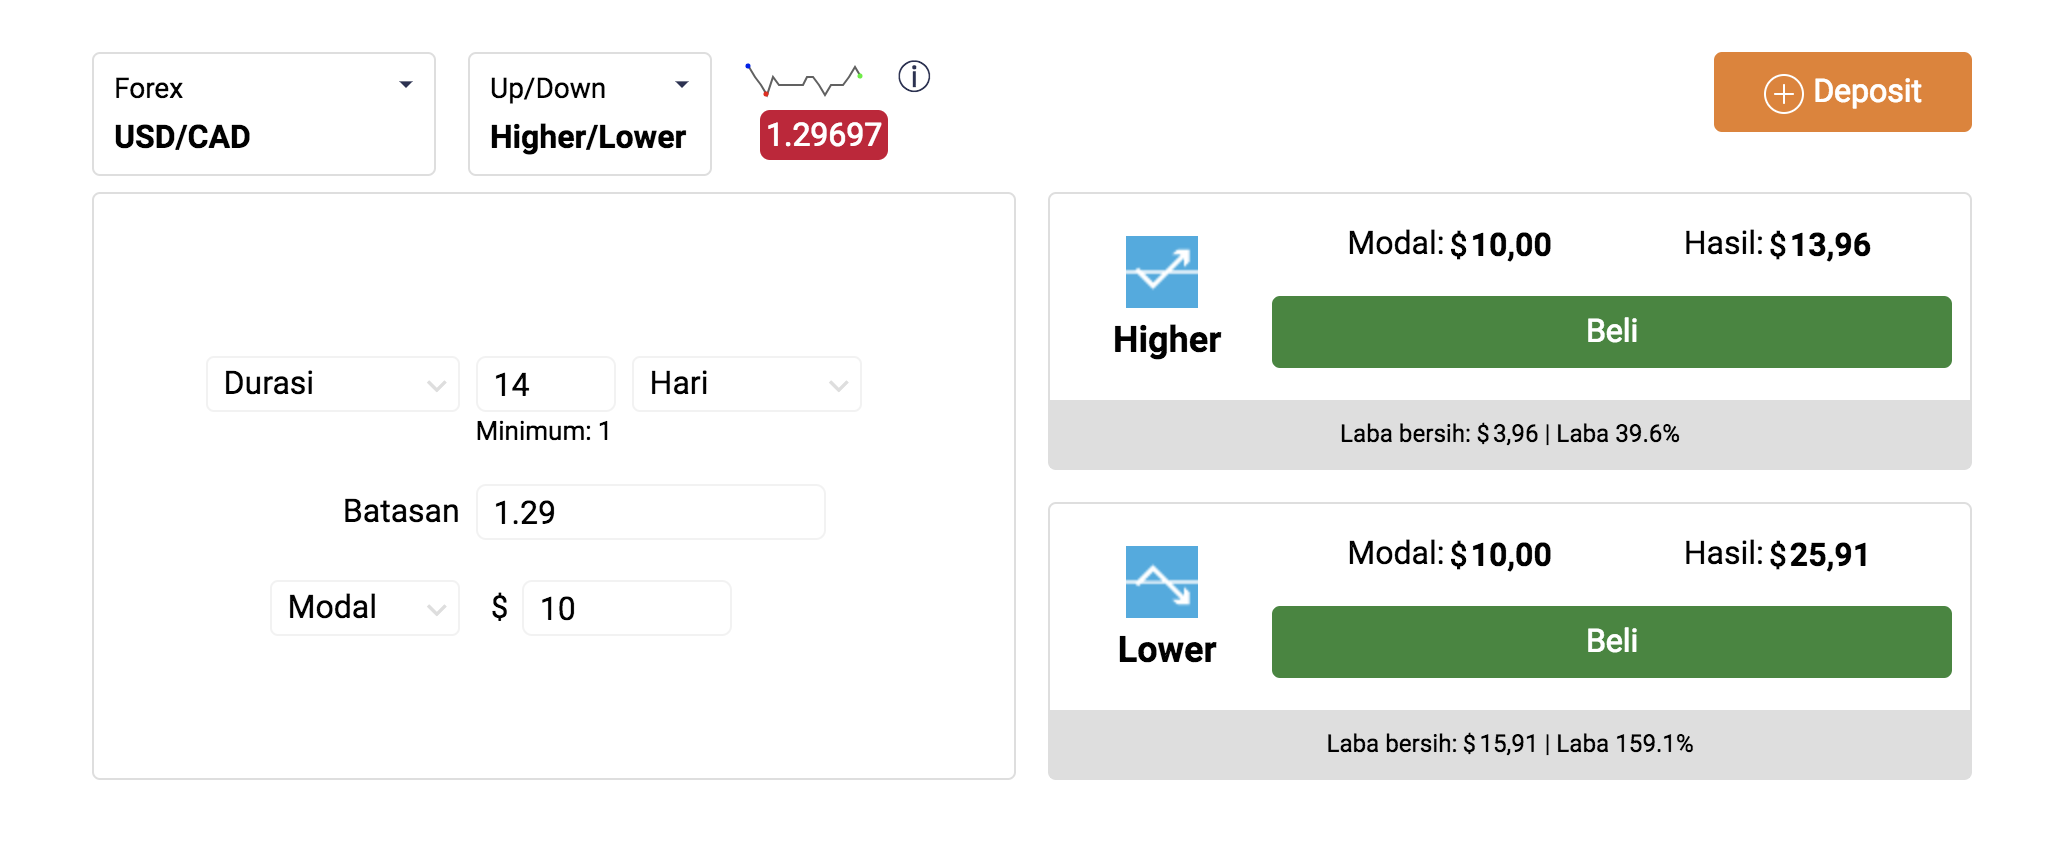 Forex
USD/CAD
Up/Down
Higher/Lower
1.29697
Deposit
Durasi 14 Hari
Minimum: 1
Batasan 1.29
Modal $ 10
Modal: $ 10,00 Hasil: $ 13,96
Higher
Beli
Laba bersih: $ 3,96 | Laba 39.6%
Modal: $ 10,00 Hasil: $ 25,91
Lower
Beli
Laba bersih: $ 15,91 | Laba 159.1%